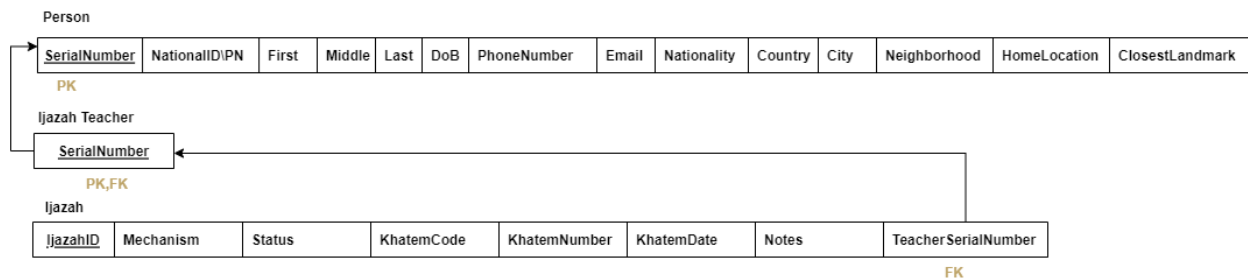 Person
SerialNumber NationalID\PN First Middle Last DoB PhoneNumber Email Nationality Country City Neighborhood HomeLocation ClosestLandmark
PK
Ijazah Teacher
SerialNumber
PK,FK
Ijazah
IjazahID Mechanism Status KhatemCode KhatemNumber KhatemDate Notes TeacherSerialNumber
FK